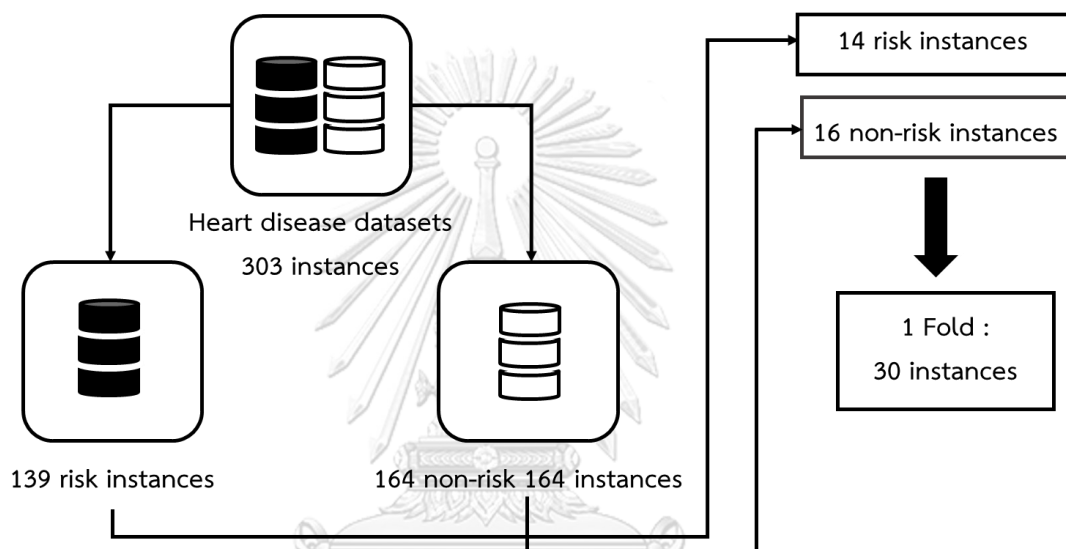 Heart disease datasets
303 instances
139 risk instances
164 non-risk 164 instances
14 risk instances
16 non-risk instances
1 Fold :
30 instances